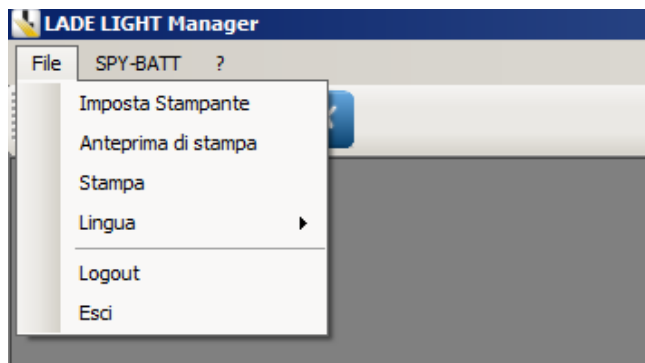 LADE LIGHT Manager
File SPY-BATT ?
Imposta Stampante
Anteprima di stampa
Stampa
Lingua
Logout
Esci